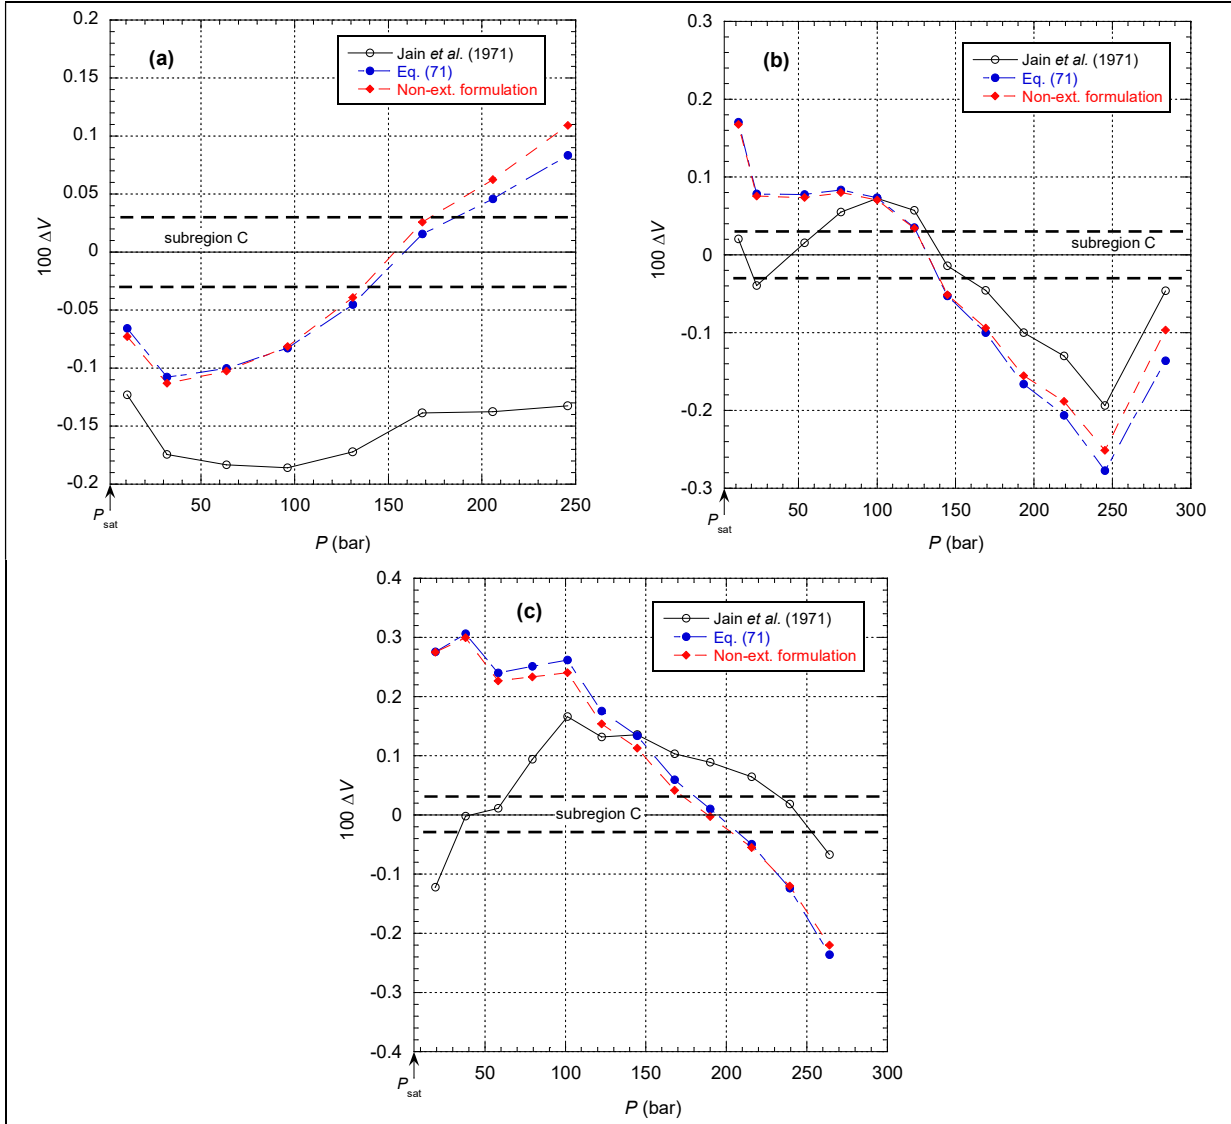 (a)
Jain et al. (1971)
Eq. (71)
Non-ext. formulation
0.2
0.15
0.1
0.05
0
-0.05
-0.1
-0.15
-0.2
100 ΔV
subregion C
50
100
150
200
250
Psat
P (bar)
(b)
Jain et al. (1971)
Eq. (71)
Non-ext. formulation
0.3
0.2
0.1
0
-0.1
-0.2
-0.3
100 ΔV
subregion C
50
100
150
200
250
300
Psat
P (bar)
(c)
Jain et al. (1971)
Eq. (71)
Non-ext. formulation
0.4
0.3
0.2
0.1
0
-0.1
-0.2
-0.3
-0.4
100 ΔV
subregion C
50
100
150
200
250
300
Psat
P (bar)